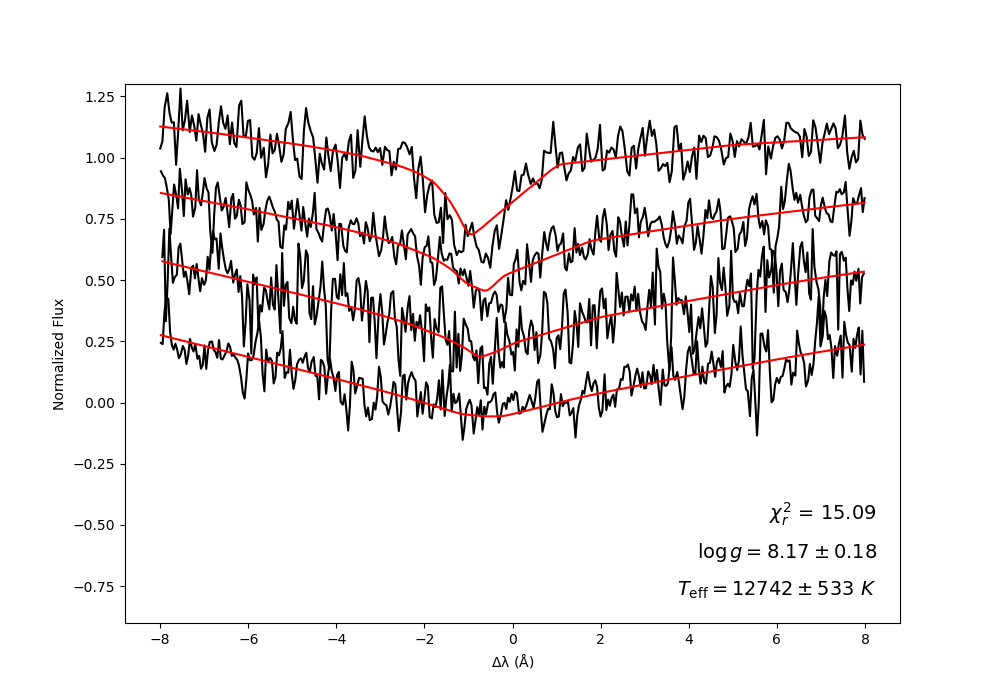 1.25
1.00
0.75
0.50
0.25
0.00
−0.25
−0.50
−0.75
Normalized Flux
χ²ᵣ = 15.09
log g = 8.17 ± 0.18
T_eff = 12742 ± 533 K
−8 −6 −4 −2 0 2 4 6 8
Δλ (Å)